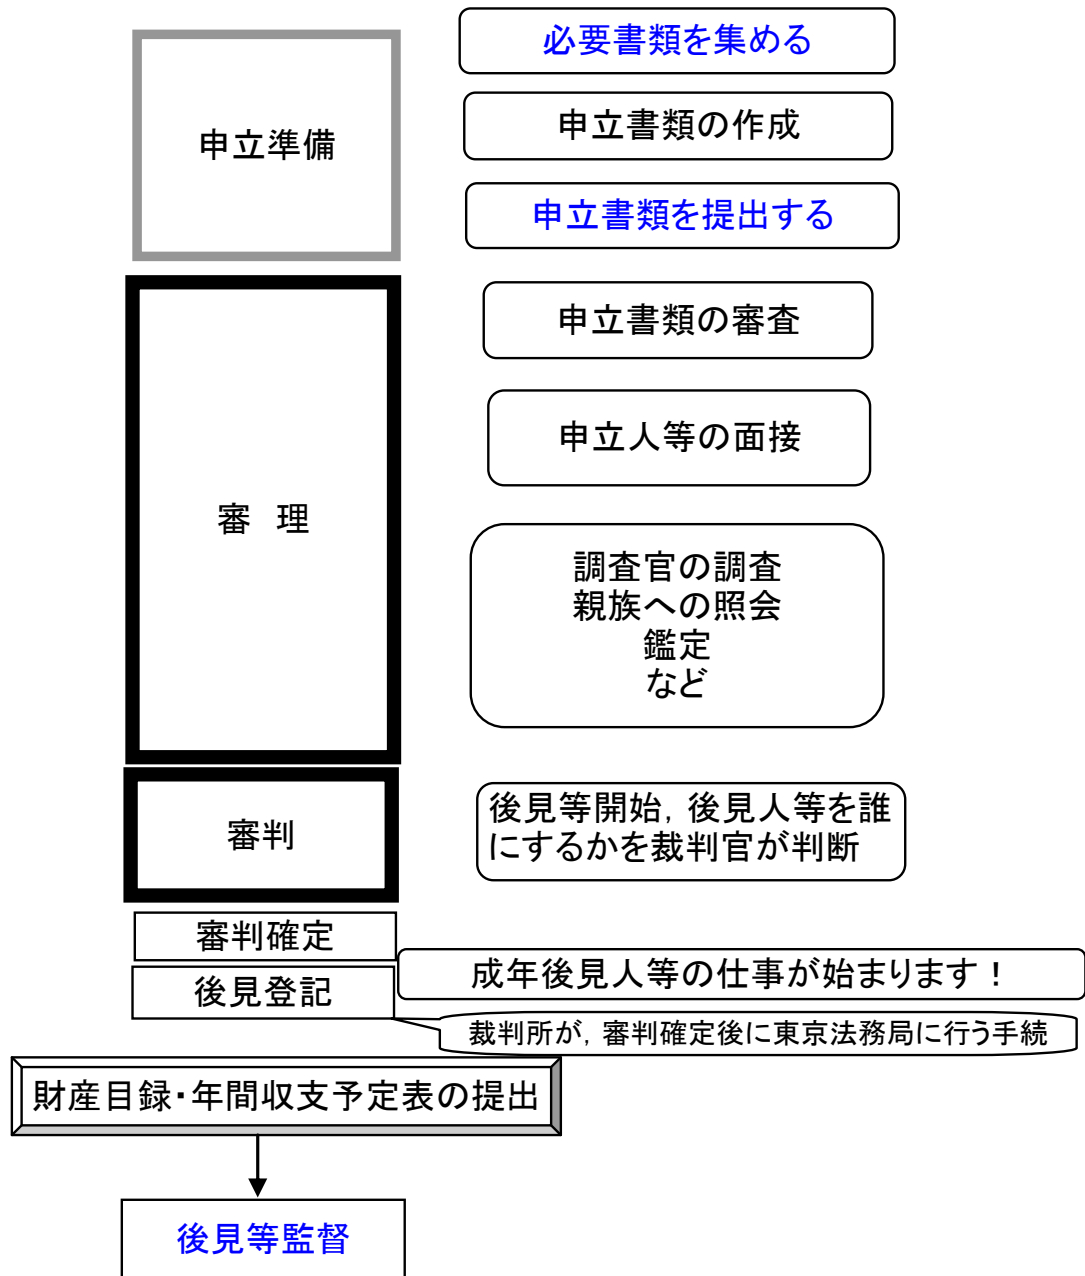 必要書類を集める
申立準備
申立書類の作成
申立書類を提出する
申立書類の審査
申立人等の面接
審　理
調査官の調査
親族への照会
鑑定
など
審判
後見等開始，後見人等を誰
にするかを裁判官が判断
審判確定
成年後見人等の仕事が始まります！
後見登記
裁判所が，審判確定後に東京法務局に行う手続
財産目録・年間収支予定表の提出
後見等監督